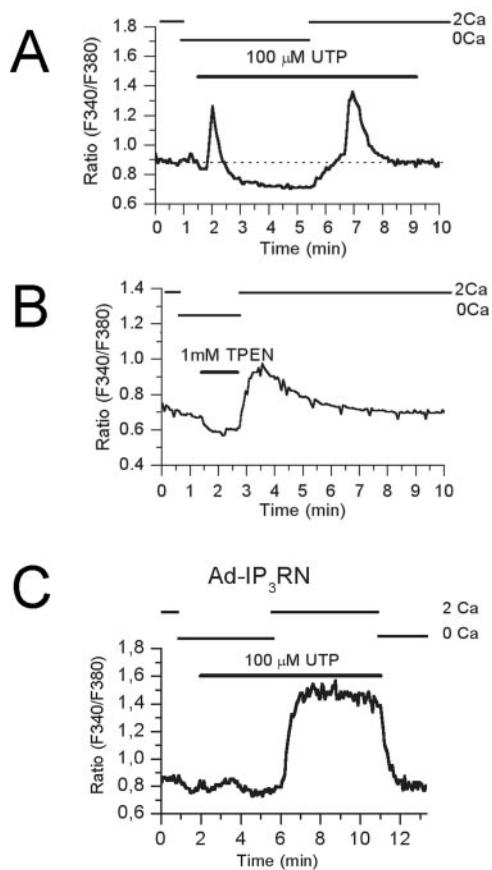 A
2Ca
0Ca
100 μM UTP
Ratio (F340/F380)
1.8
1.6
1.4
1.2
1.0
0.8
0.6
0 1 2 3 4 5 6 7 8 9 10
Time (min)
B
2Ca
0Ca
1mM TPEN
Ratio (F340/F380)
1.4
1.2
1.0
0.8
0.6
0.4
0 1 2 3 4 5 6 7 8 9 10
Time (min)
C
Ad-IP₃RN
2 Ca
0 Ca
100 μM UTP
Ratio (F340/F380)
1,8
1,6
1,4
1,2
1,0
0,8
0,6
0 2 4 6 8 10 12
Time (min)